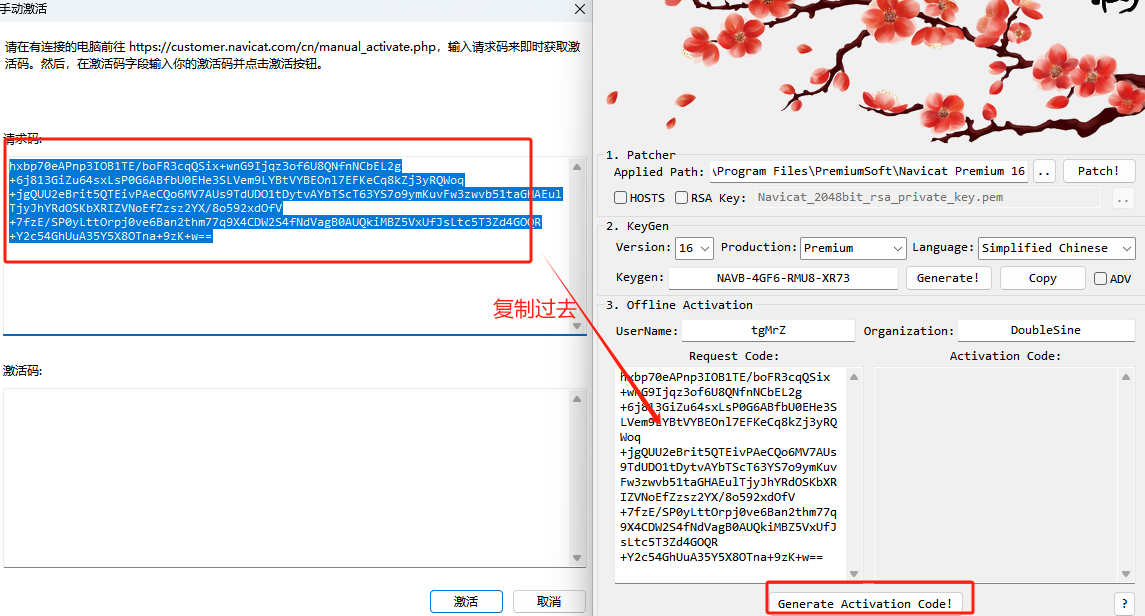 手动激活
请在有连接的电脑前往 https://customer.navicat.com/cn/manual_activate.php，输入请求码来即时获取激
活码。然后，在激活码字段输入你的激活码并点击激活按钮。
请求码:
hxbp70eAPnp3IOB1TE/boFR3cqQSix+wnG9Ijqz3of6U8QNfnNCbEL2g
+6j813GiZu64sxLsP0G6ABfbU0EHe3SLVem9LYBtVYBEOnl7EFKeCq8kZj3yRQWoq
+jgQUU2eBrit5QTEivPAeCQo6MV7AUs9TdUDO1tDytvAYbTScT63YS7o9ymKuvFw3zwvb51taGHAEul
TjyJhYRdOSKbXRIZVNoEfZzsz2YX/8o592xdOfV
+7fzE/SP0yLttOrpj0ve6Ban2thm77q9X4CDW2S4fNdVagB0AUQkiMBZ5VxUfJsLtc5T3Zd4GOQR
+Y2c54GhUuA35Y5X8OTna+9zK+w==
复制过去
激活码:
激活
取消
1. Patcher
Applied Path: \Program Files\PremiumSoft\Navicat Premium 16 .. Patch!
HOSTS RSA Key: Navicat_2048bit_rsa_private_key.pem ..
2. KeyGen
Version: 16 Production: Premium Language: Simplified Chinese
Keygen: NAVB-4GF6-RMU8-XR73 Generate! Copy ADV
3. Offline Activation
UserName: tgMrZ Organization: DoubleSine
Request Code: Activation Code:
hxbp70eAPnp3IOB1TE/boFR3cqQSix
+wnG9Ijqz3of6U8QNfnNCbEL2g
+6j813GiZu64sxLsP0G6ABfbU0EHe3S
LVem9LYBtVYBEOnl7EFKeCq8kZj3yRQ
Woq
+jgQUU2eBrit5QTEivPAeCQo6MV7AUs
9TdUDO1tDytvAYbTScT63YS7o9ymKuv
Fw3zwvb51taGHAEulTjyJhYRdOSKbXR
IZVNoEfZzsz2YX/8o592xdOfV
+7fzE/SP0yLttOrpj0ve6Ban2thm77q
9X4CDW2S4fNdVagB0AUQkiMBZ5VxUfJ
sLtc5T3Zd4GOQR
+Y2c54GhUuA35Y5X8OTna+9zK+w==
Generate Activation Code!
?